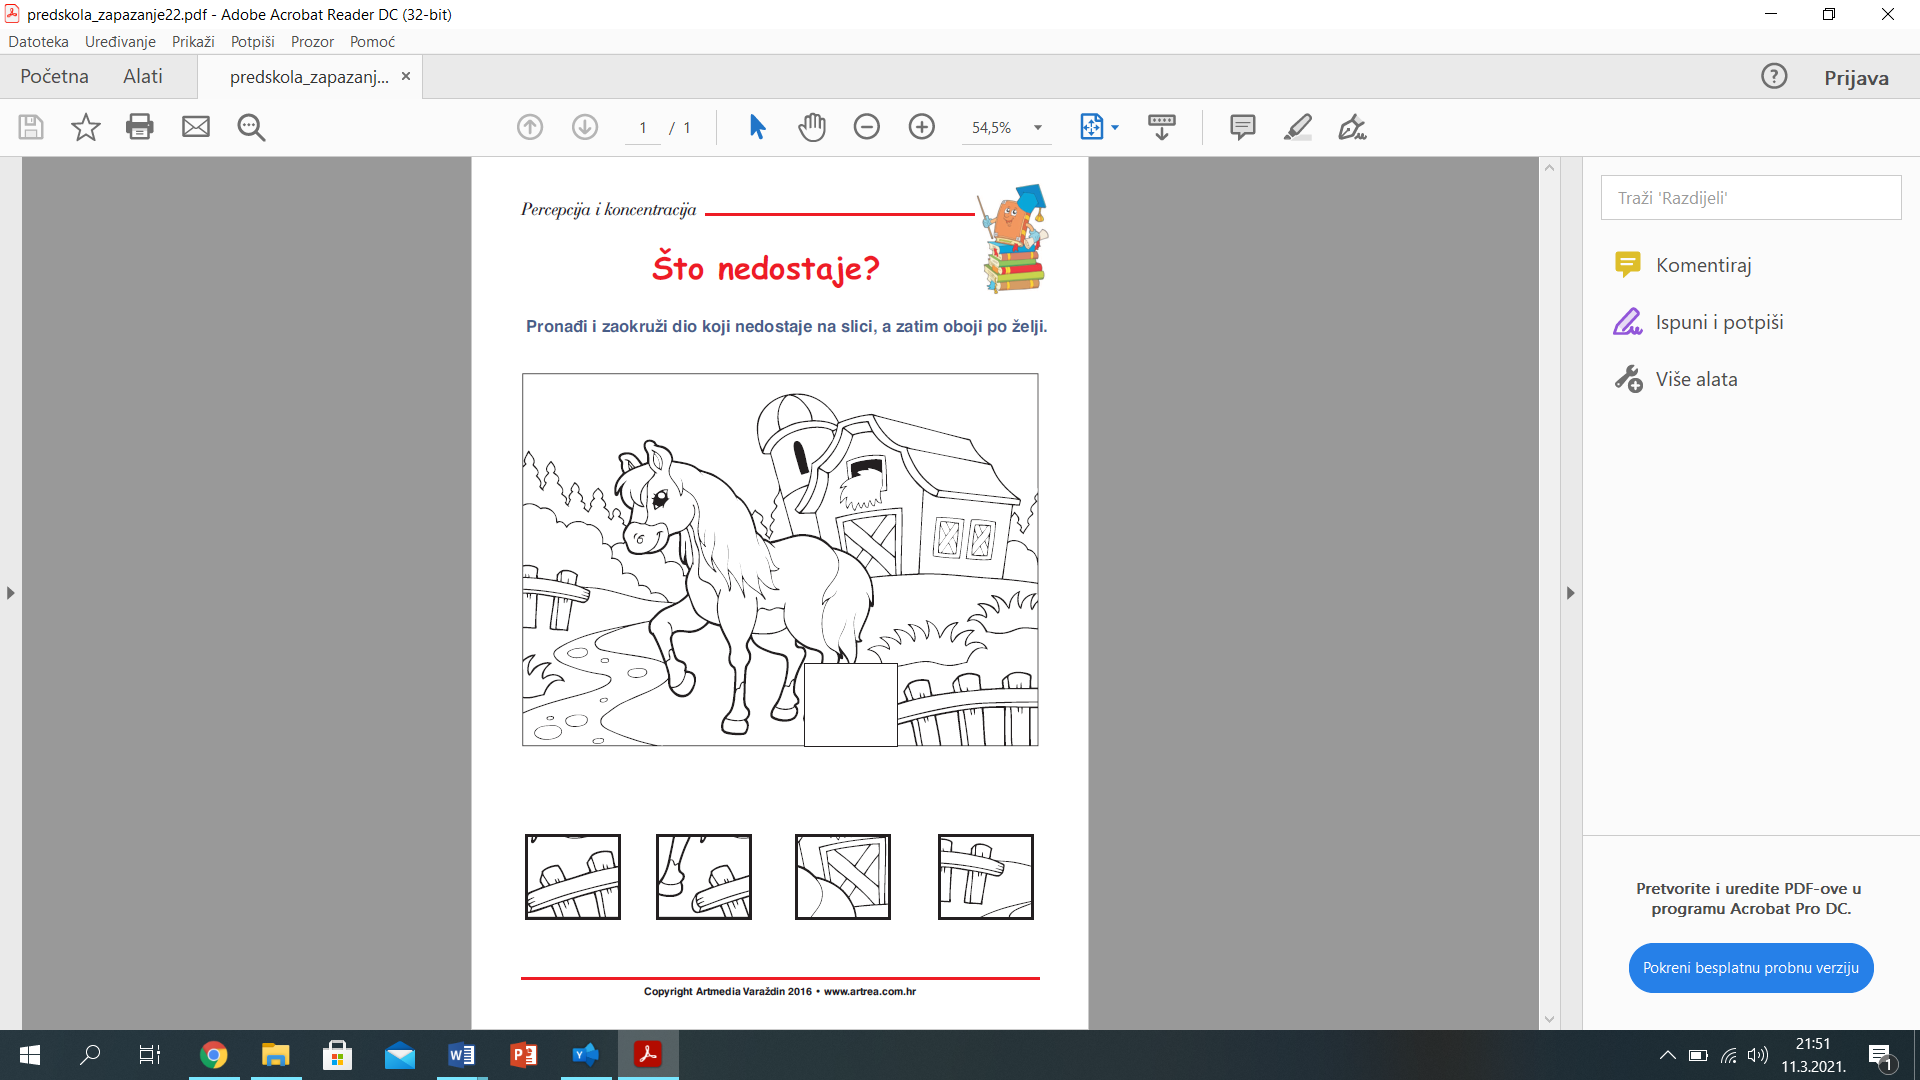 predskola_zapazanje22.pdf - Adobe Acrobat Reader DC (32-bit)
Datoteka Uređivanje Prikaži Potpiši Prozor Pomoć
Početna Alati predskola_zapazanj... Prijava
1 / 1 54,5%
Percepcija i koncentracija
Što nedostaje?
Pronađi i zaokruži dio koji nedostaje na slici, a zatim oboji po želji.
Copyright Artmedia Varaždin 2016 • www.artrea.com.hr
Traži 'Razdijeli'
Komentiraj
Ispuni i potpiši
Više alata
Pretvorite i uredite PDF-ove u
programu Acrobat Pro DC.
Pokreni besplatnu probnu verziju
21:51
11.3.2021.
1